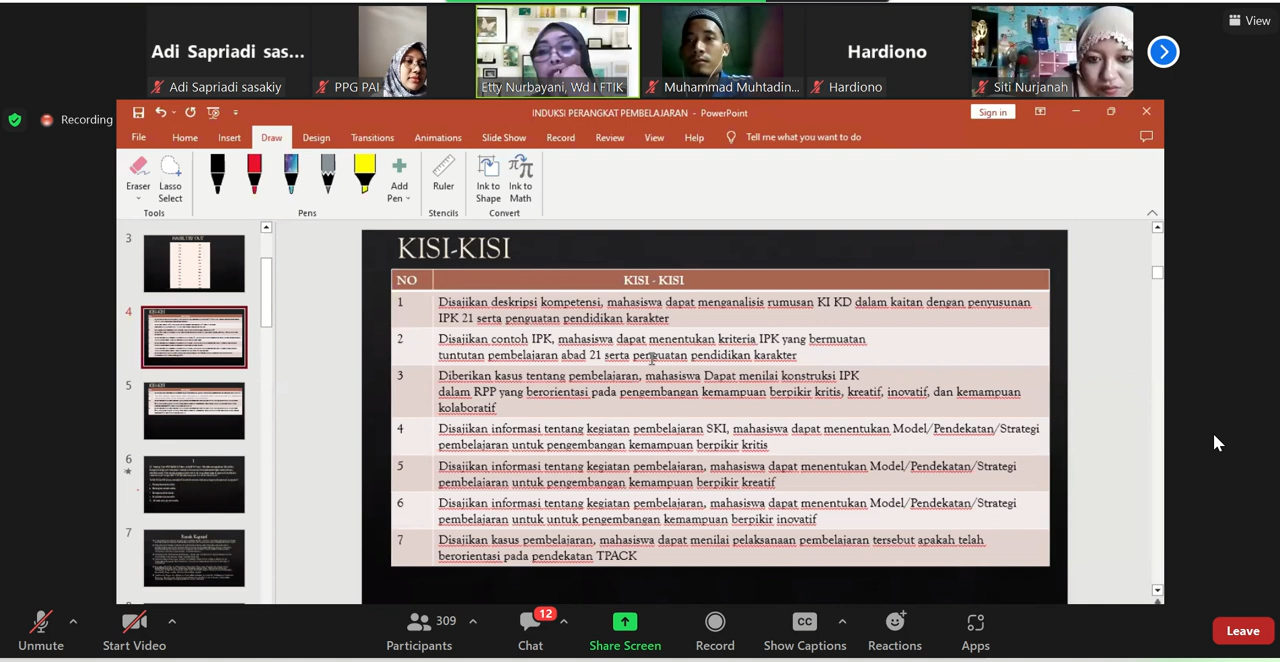 Adi Sapriadi sas...
Adi Sapriadi sasakiy
PPG PAI
Etty Nurbayani, Wd I FTIK
Muhammad Muhtadin...
Hardiono
Hardiono
Siti Nurjanah
View
Recording
INDUKSI PERANGKAT PEMBELAJARAN - PowerPoint
Sign in
File Home Insert Draw Design Transitions Animations Slide Show Record Review View Help Tell me what you want to do
Eraser
Lasso Select
Add Pen
Ruler
Ink to Shape
Ink to Math
Tools
Pens
Stencils
Convert
3
4
5
6
7
KISI-KISI
NO KISI - KISI
1 Disajikan deskripsi kompetensi, mahasiswa dapat menganalisis rumusan KI KD dalam kaitan dengan penyusunan
IPK 21 serta penguatan pendidikan karakter
2 Disajikan contoh IPK, mahasiswa dapat menentukan kriteria IPK yang bermuatan
tuntutan pembelajaran abad 21 serta penguatan pendidikan karakter
3 Diberikan kasus tentang pembelajaran, mahasiswa Dapat menilai konstruksi IPK
dalam RPP yang berorientasi pada pengembangan kemampuan berpikir kritis, kreatif, inovatif, dan kemampuan
kolaboratif
4 Disajikan informasi tentang kegiatan pembelajaran SKI, mahasiswa dapat menentukan Model/Pendekatan/Strategi
pembelajaran untuk pengembangan kemampuan berpikir kritis
5 Disajikan informasi tentang kegiatan pembelajaran, mahasiswa dapat menentukan Model/Pendekatan/Strategi
pembelajaran untuk pengembangan kemampuan berpikir kreatif
6 Disajikan informasi tentang kegiatan pembelajaran, mahasiswa dapat menentukan Model/Pendekatan/Strategi
pembelajaran untuk untuk pengembangan kemampuan berpikir inovatif
7 Disajikan kasus pembelajaran, mahasiswa dapat menilai pelaksanaan pembelajaran tersebut apakah telah
berorientasi pada pendekatan TPACK
Unmute
Start Video
309
Participants
12
Chat
Share Screen
Record
CC
Show Captions
Reactions
Apps
Leave